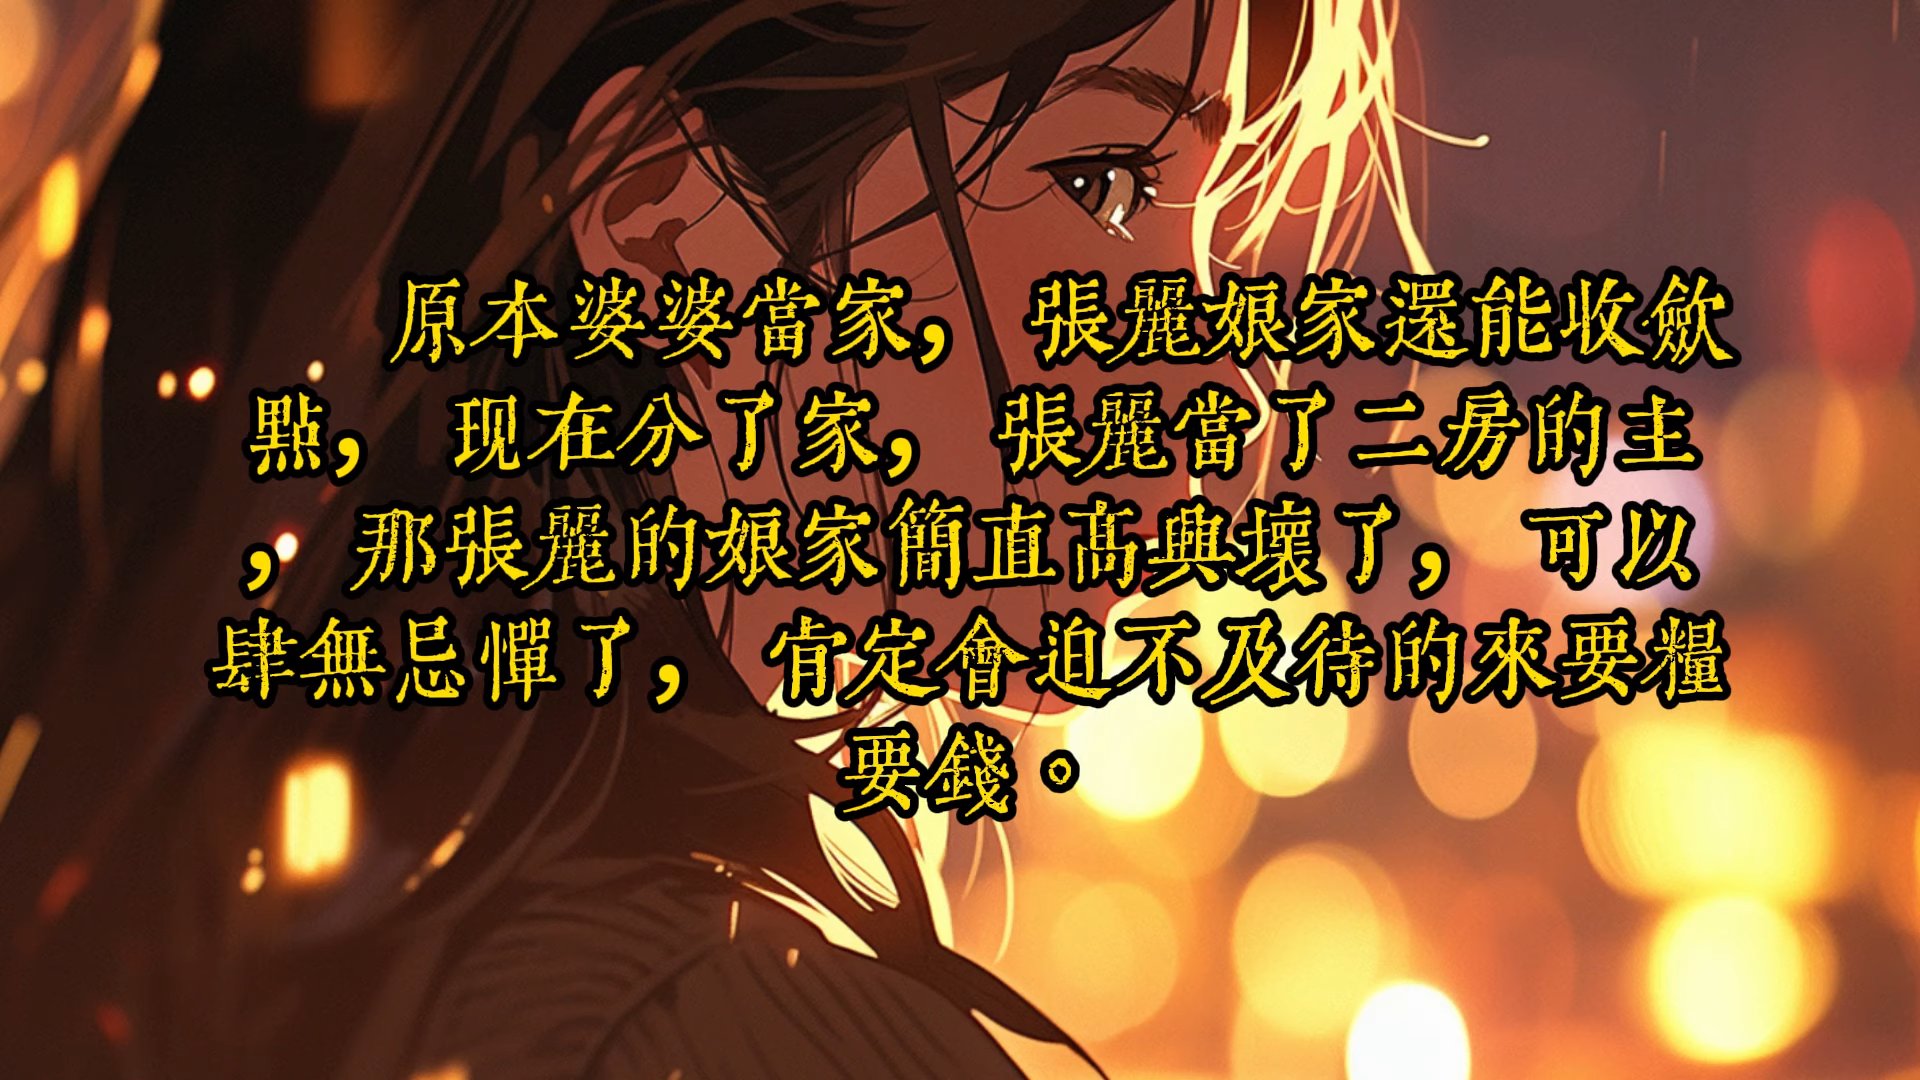 原本婆婆當家， 張麗娘家還能收歛
點， 现在分了家， 張麗當了二房的主
， 那張麗的娘家簡直高興壞了， 可以
肆無忌憚了， 肯定會迫不及待的來要糧
要錢。